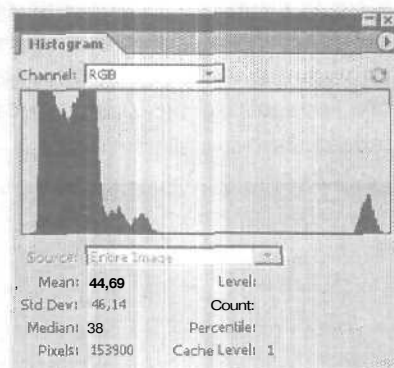 Histogram
Channel: RGB
Source: Entire Image
Mean: 44,69 Level:
Std Dev: 46,14 Count:
Median: 38 Percentile:
Pixels: 153900 Cache Level: 1